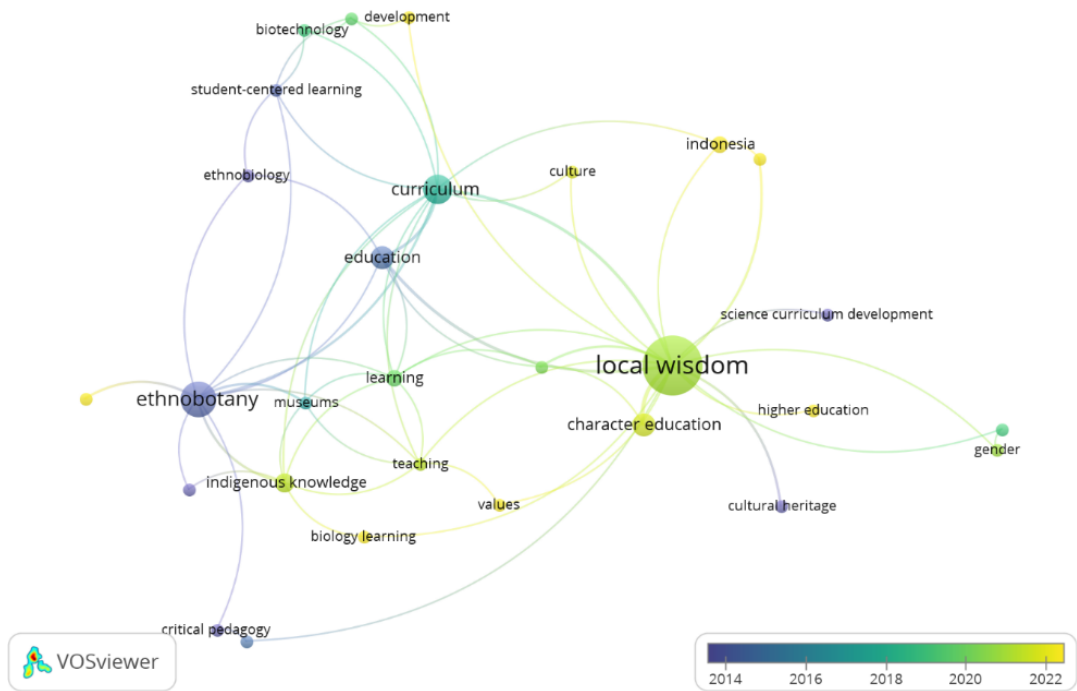 development
biotechnology
student-centered learning
indonesia
culture
ethnobiology
curriculum
education
science curriculum development
local wisdom
learning
ethnobotany
museums
higher education
character education
gender
teaching
indigenous knowledge
values
cultural heritage
biology learning
critical pedagogy
VOSviewer
2014 2016 2018 2020 2022